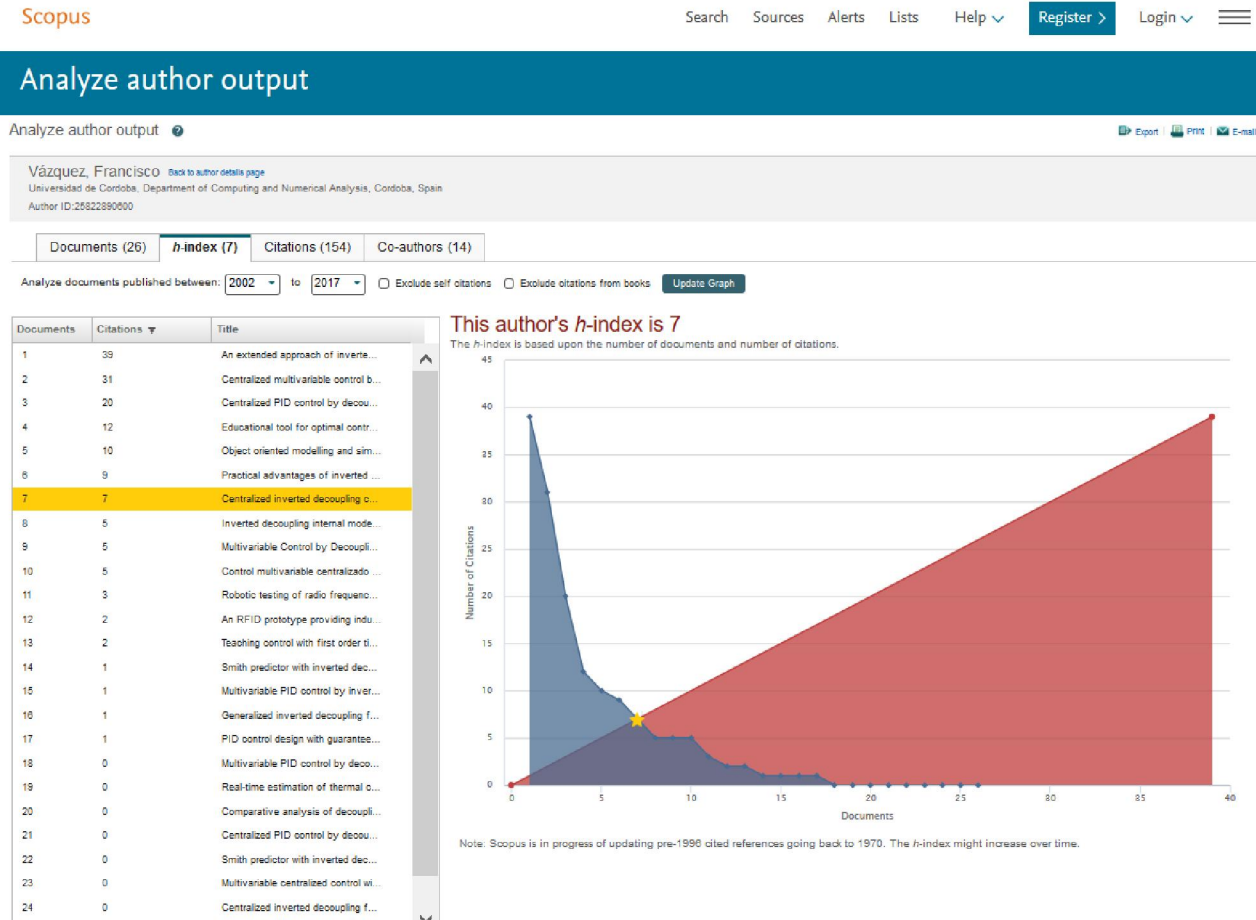 Scopus
Search Sources Alerts Lists Help Register > Login
Analyze author output
Analyze author output
Export | Print | E-mail
Vázquez, Francisco Back to author details page
Universidad de Cordoba, Department of Computing and Numerical Analysis, Cordoba, Spain
Author ID:25822890600
Documents (26) h-index (7) Citations (154) Co-authors (14)
Analyze documents published between: 2002 to 2017 Exclude self citations Exclude citations from books Update Graph
Documents Citations Title
1 39 An extended approach of inverte...
2 31 Centralized multivariable control b...
3 20 Centralized PID control by decou...
4 12 Educational tool for optimal contr...
5 10 Object oriented modelling and sim...
6 9 Practical advantages of inverted ...
7 7 Centralized inverted decoupling c...
8 5 Inverted decoupling internal mode...
9 5 Multivariable Control by Decoupli...
10 5 Control multivariable centralizado ...
11 3 Robotic testing of radio frequenc...
12 2 An RFID prototype providing indu...
13 2 Teaching control with first order ti...
14 1 Smith predictor with inverted dec...
15 1 Multivariable PID control by inver...
16 1 Generalized inverted decoupling f...
17 1 PID control design with guarantee...
18 0 Multivariable PID control by deco...
19 0 Real-time estimation of thermal c...
20 0 Comparative analysis of decoupli...
21 0 Centralized PID control by decou...
22 0 Smith predictor with inverted dec...
23 0 Multivariable centralized control wi...
24 0 Centralized inverted decoupling f...
This author's h-index is 7
The h-index is based upon the number of documents and number of citations.
45
40
35
30
25
20
15
10
5
0
Number of Citations
0 5 10 15 20 25 30 35 40
Documents
Note: Scopus is in progress of updating pre-1996 cited references going back to 1970. The h-index might increase over time.